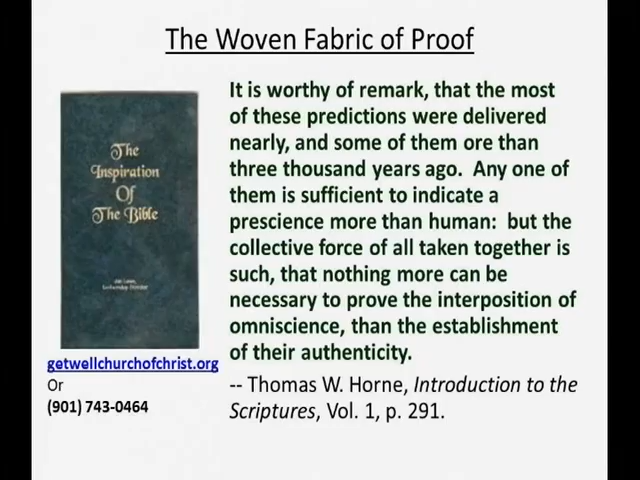 The Woven Fabric of Proof
The
Inspiration
Of
The Bible
It is worthy of remark, that the most
of these predictions were delivered
nearly, and some of them ore than
three thousand years ago.  Any one of
them is sufficient to indicate a
prescience more than human:  but the
collective force of all taken together is
such, that nothing more can be
necessary to prove the interposition of
omniscience, than the establishment
of their authenticity.
-- Thomas W. Horne, Introduction to the
Scriptures, Vol. 1, p. 291.
getwellchurchofchrist.org
Or
(901) 743-0464